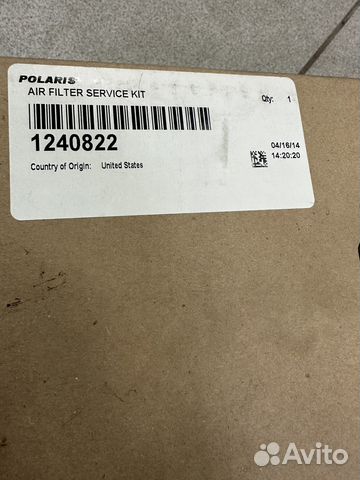 POLARIS
AIR FILTER SERVICE KIT
Qty: 1
1240822
04/16/14
14:20:20
Country of Origin: United States
Avito